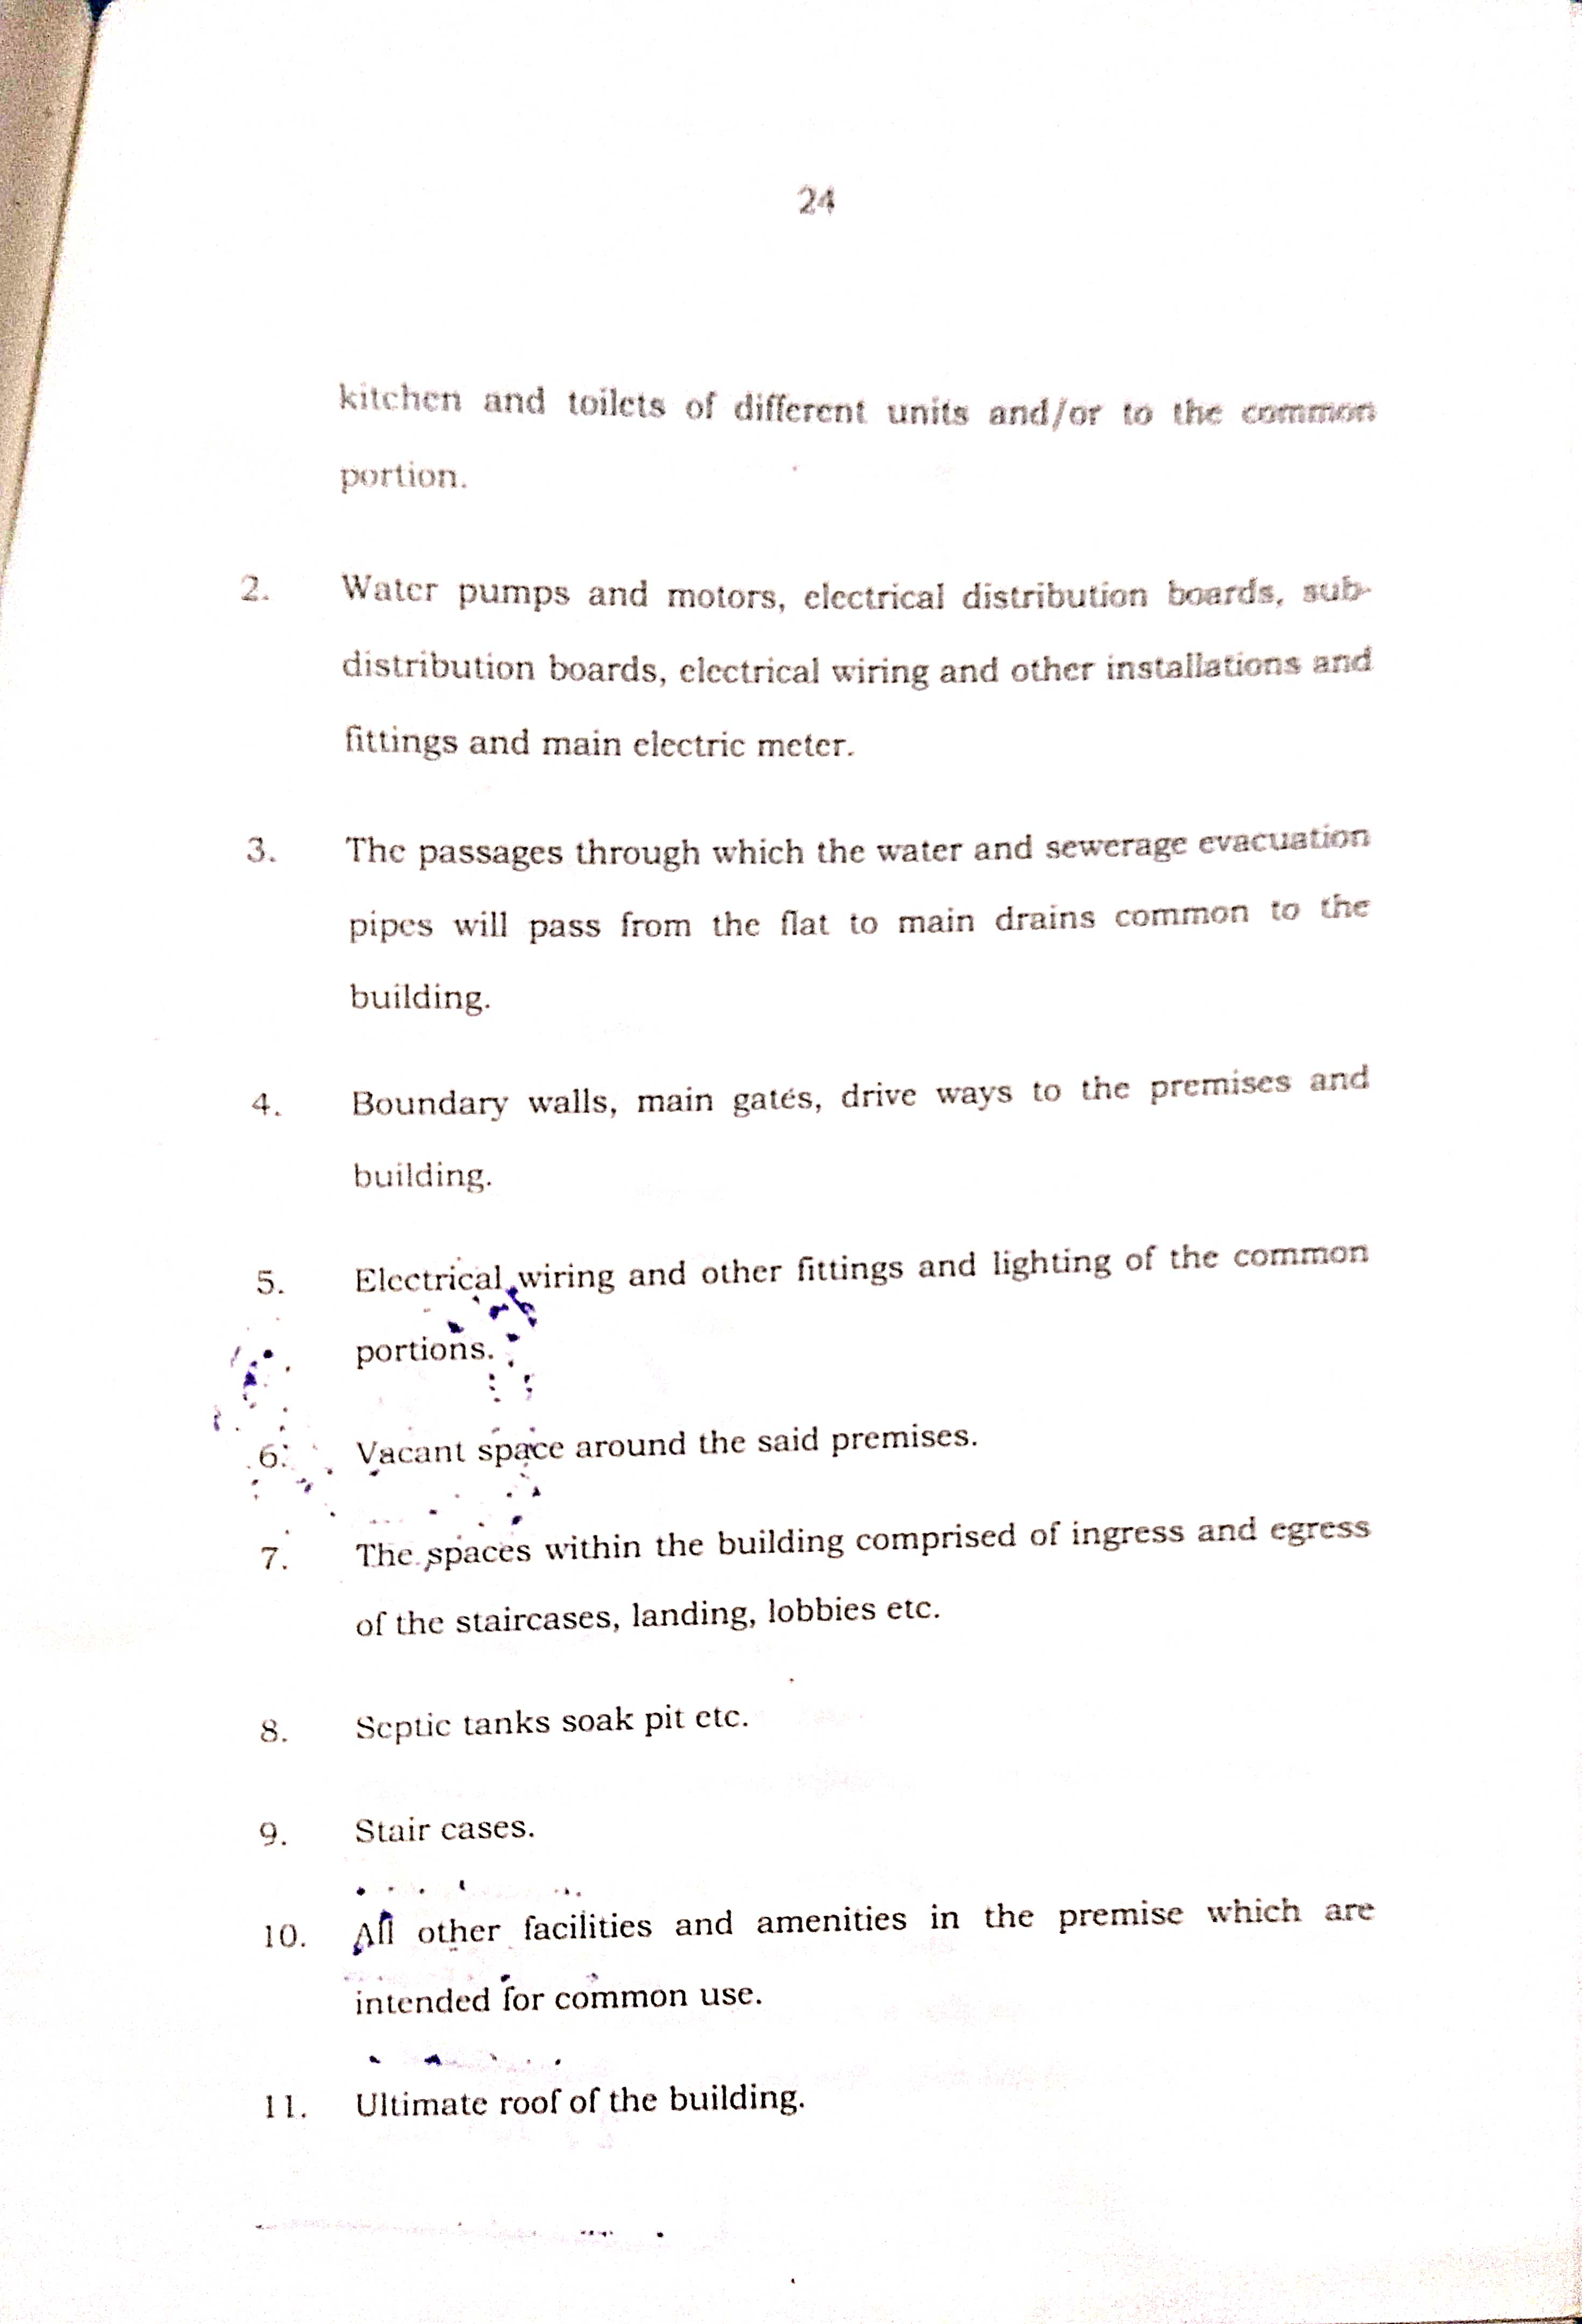 24
kitchen and toilets of different units and/or to the common
portion.
2. Water pumps and motors, electrical distribution boards, sub-
distribution boards, electrical wiring and other installations and
fittings and main electric meter.
3. The passages through which the water and sewerage evacuation
pipes will pass from the flat to main drains common to the
building.
4. Boundary walls, main gates, drive ways to the premises and
building.
5. Electrical wiring and other fittings and lighting of the common
portions.
6. Vacant space around the said premises.
7. The spaces within the building comprised of ingress and egress
of the staircases, landing, lobbies etc.
8. Septic tanks soak pit etc.
9. Stair cases.
10. All other facilities and amenities in the premise which are
intended for common use.
11. Ultimate roof of the building.